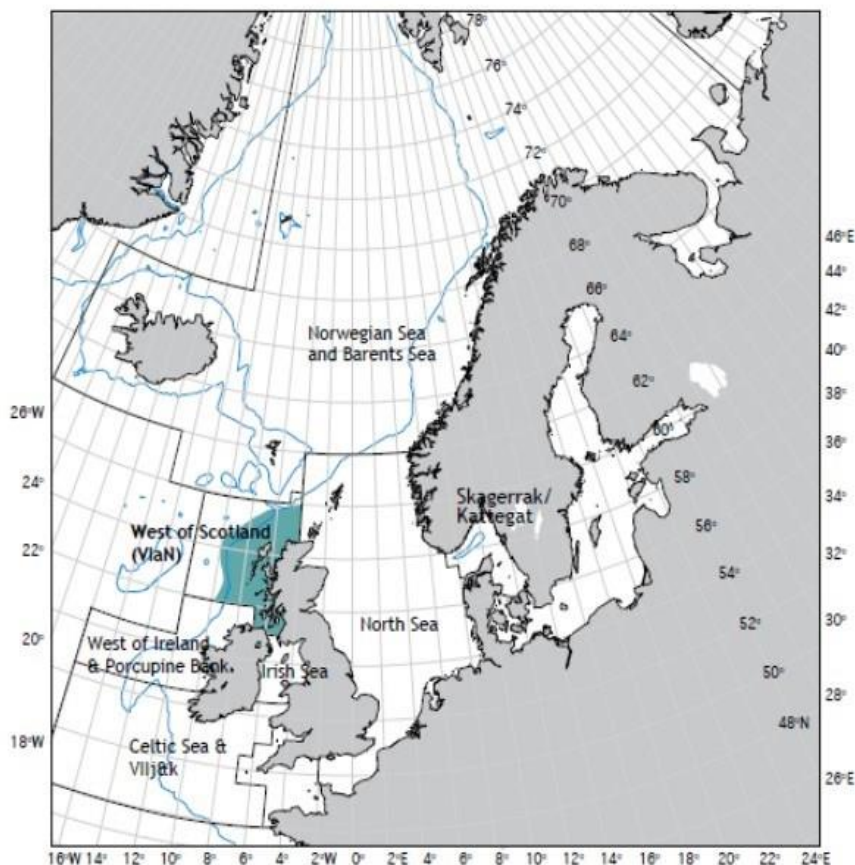 78°
76°
74°
72°
70°
68°
66°
64°
62°
60°
58°
56°
54°
52°
50°
48°N
46°E
44°
42°
40°
38°
36°
34°
32°
30°
28°
26°E
Norwegian Sea
and Barents Sea
26°W
24°
22°
20°
18°W
Skagerrak/
Kattegat
West of Scotland
(VIaN)
North Sea
West of Ireland
& Porcupine Bank.
Irish Sea
Celtic Sea &
VIIj&k
16°W 14° 12° 10° 8° 6° 4° 2°W 0° 2°E 4° 6° 8° 10° 12° 14° 16° 18° 20° 22° 24°E